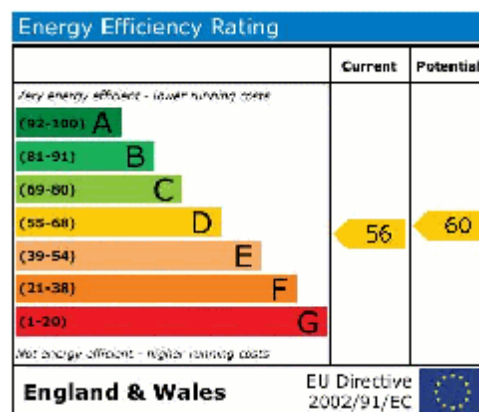 Energy Efficiency Rating
Current Potential
Very energy efficient - lower running costs
(92-100) A
(81-91) B
(69-80) C
(55-68) D
56 60
(39-54) E
(21-38) F
(1-20) G
Not energy efficient - higher running costs
England & Wales
EU Directive
2002/91/EC